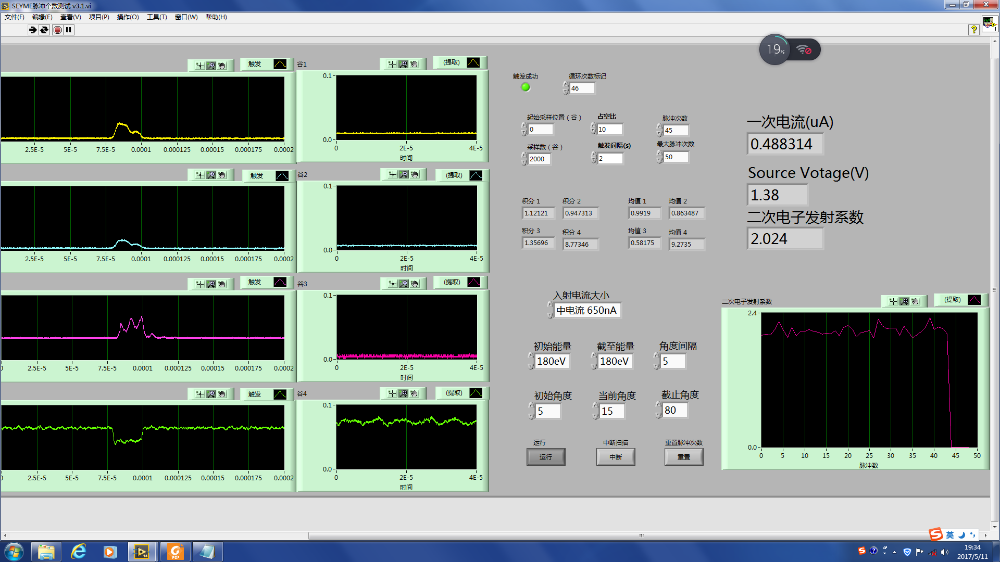 SEYME脉冲个数测试 v3.1.vi
文件(F) 编辑(E) 查看(V) 项目(P) 操作(O) 工具(T) 窗口(W) 帮助(H)
19%
触发
谷1
(提取)
0.1
0.0
2.5E-5 5E-5 7.5E-5 0.0001 0.000125 0.00015 0.000175 0.0002
0 2E-5 4E-5
时间
触发
谷2
(提取)
0.1
0.0
2.5E-5 5E-5 7.5E-5 0.0001 0.000125 0.00015 0.000175 0.0002
0 2E-5 4E-5
时间
触发
谷3
(提取)
0.1
0.0
2.5E-5 5E-5 7.5E-5 0.0001 0.000125 0.00015 0.000175 0.0002
0 2E-5 4E-5
时间
触发
谷4
(提取)
0.1
0.0
2.5E-5 5E-5 7.5E-5 0.0001 0.000125 0.00015 0.000175 0.0002
0 2E-5 4E-5
时间
触发成功 循环次数标记
46
起始采样位置（谷） 占空比 脉冲次数
0 10 45
采样数（谷） 触发间隔(s) 最大脉冲次数
2000 2 50
积分 1 积分 2 均值 1 均值 2
1.12121 0.947313 0.9919 0.863487
积分 3 积分 4 均值 3 均值 4
1.35696 8.77346 0.58175 9.2735
一次电流(uA)
0.488314
Source Votage(V)
1.38
二次电子发射系数
2.024
入射电流大小
中电流 650nA
初始能量 截至能量 角度间隔
180eV 180eV 5
初始角度 当前角度 截止角度
5 15 80
运行 中断扫描 重置脉冲次数
运行 中断 重置
二次电子发射系数
(提取)
2.4
0.0
0 5 10 15 20 25 30 35 40 45 50
脉冲数
英
14
PDF
19:34
2017/5/11